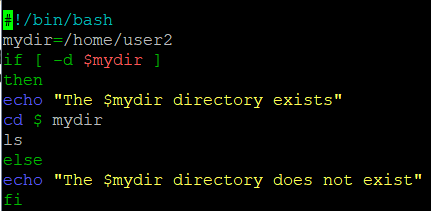 #!/bin/bash
mydir=/home/user2
if [ -d $mydir ]
then
echo "The $mydir directory exists"
cd $ mydir
ls
else
echo "The $mydir directory does not exist"
fi